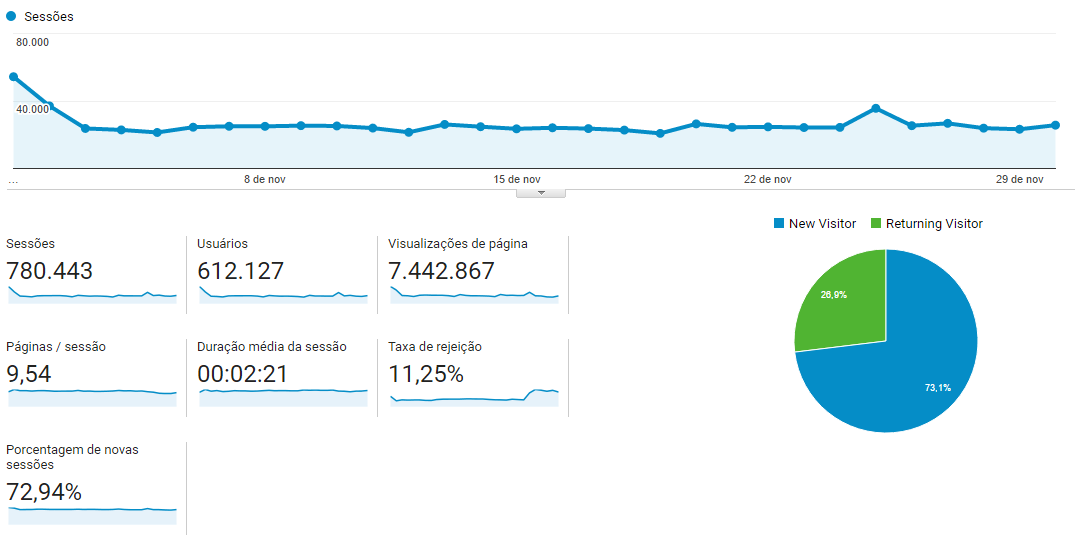 Sessões
80.000
40.000
...
8 de nov
15 de nov
22 de nov
29 de nov
New Visitor
Returning Visitor
Sessões
780.443
Usuários
612.127
Visualizações de página
7.442.867
Páginas / sessão
9,54
Duração média da sessão
00:02:21
Taxa de rejeição
11,25%
Porcentagem de novas
sessões
72,94%
26,9%
73,1%